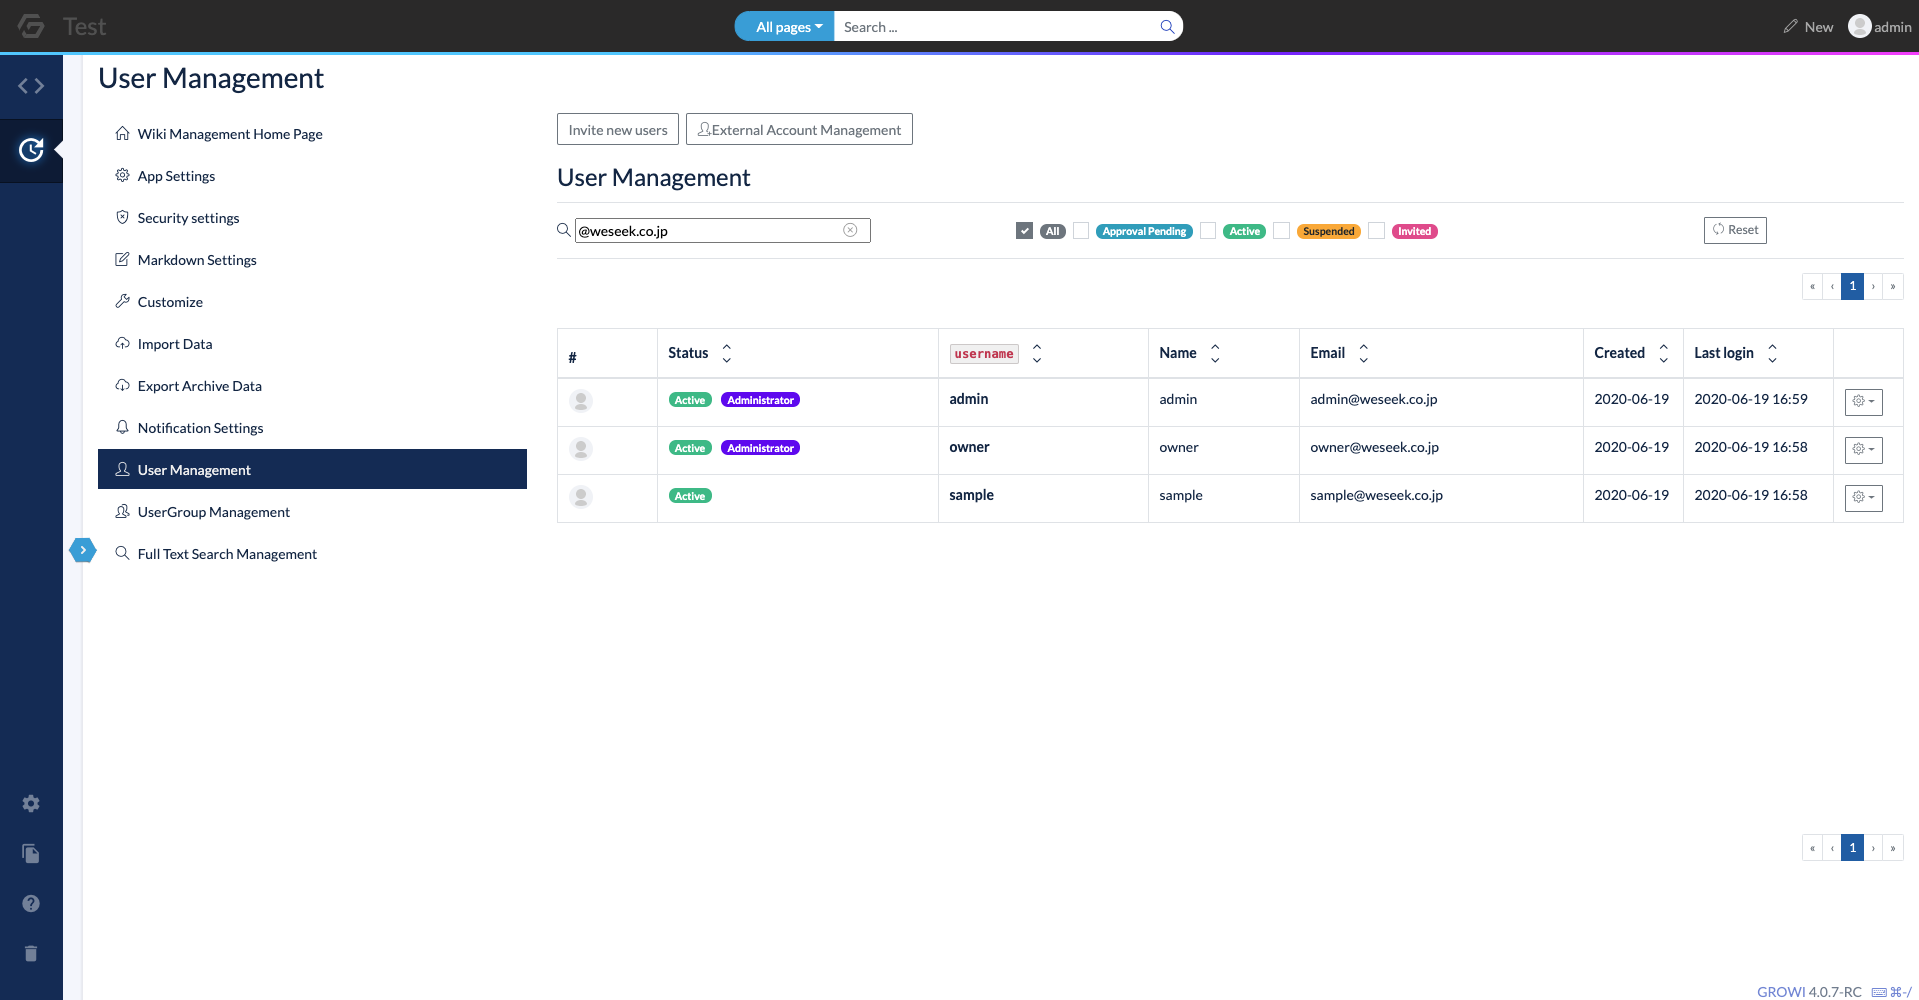 Test
All pages
Search ...
New
admin
User Management
Wiki Management Home Page
App Settings
Security settings
Markdown Settings
Customize
Import Data
Export Archive Data
Notification Settings
User Management
UserGroup Management
Full Text Search Management
Invite new users
External Account Management
User Management
@weseek.co.jp
All Approval Pending Active Suspended Invited
Reset
« ‹ 1 › »
# Status username Name Email Created Last login
Active Administrator admin admin admin@weseek.co.jp 2020-06-19 2020-06-19 16:59
Active Administrator owner owner owner@weseek.co.jp 2020-06-19 2020-06-19 16:58
Active sample sample sample@weseek.co.jp 2020-06-19 2020-06-19 16:58
« ‹ 1 › »
GROWI 4.0.7-RC ⌘-/